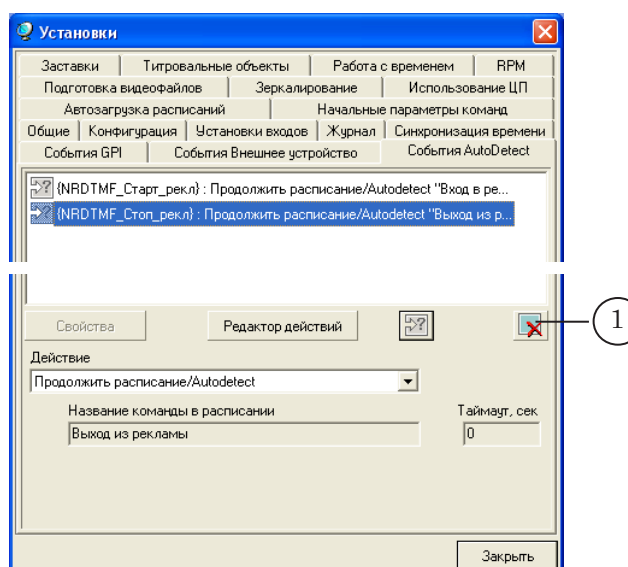 Установки
Заставки Титровальные объекты Работа с временем RPM
Подготовка видеофайлов Зеркалирование Использование ЦП
Автозагрузка расписаний Начальные параметры команд
Общие Конфигурация Установки входов Журнал Синхронизация времени
События GPI События Внешнее устройство События AutoDetect
{NRDTMF_Старт_рекл} : Продолжить расписание/Autodetect "Вход в ре...
{NRDTMF_Стоп_рекл} : Продолжить расписание/Autodetect "Выход из р...
Свойства Редактор действий 1
Действие
Продолжить расписание/Autodetect
Название команды в расписании Таймаут, сек
Выход из рекламы 0
Закрыть